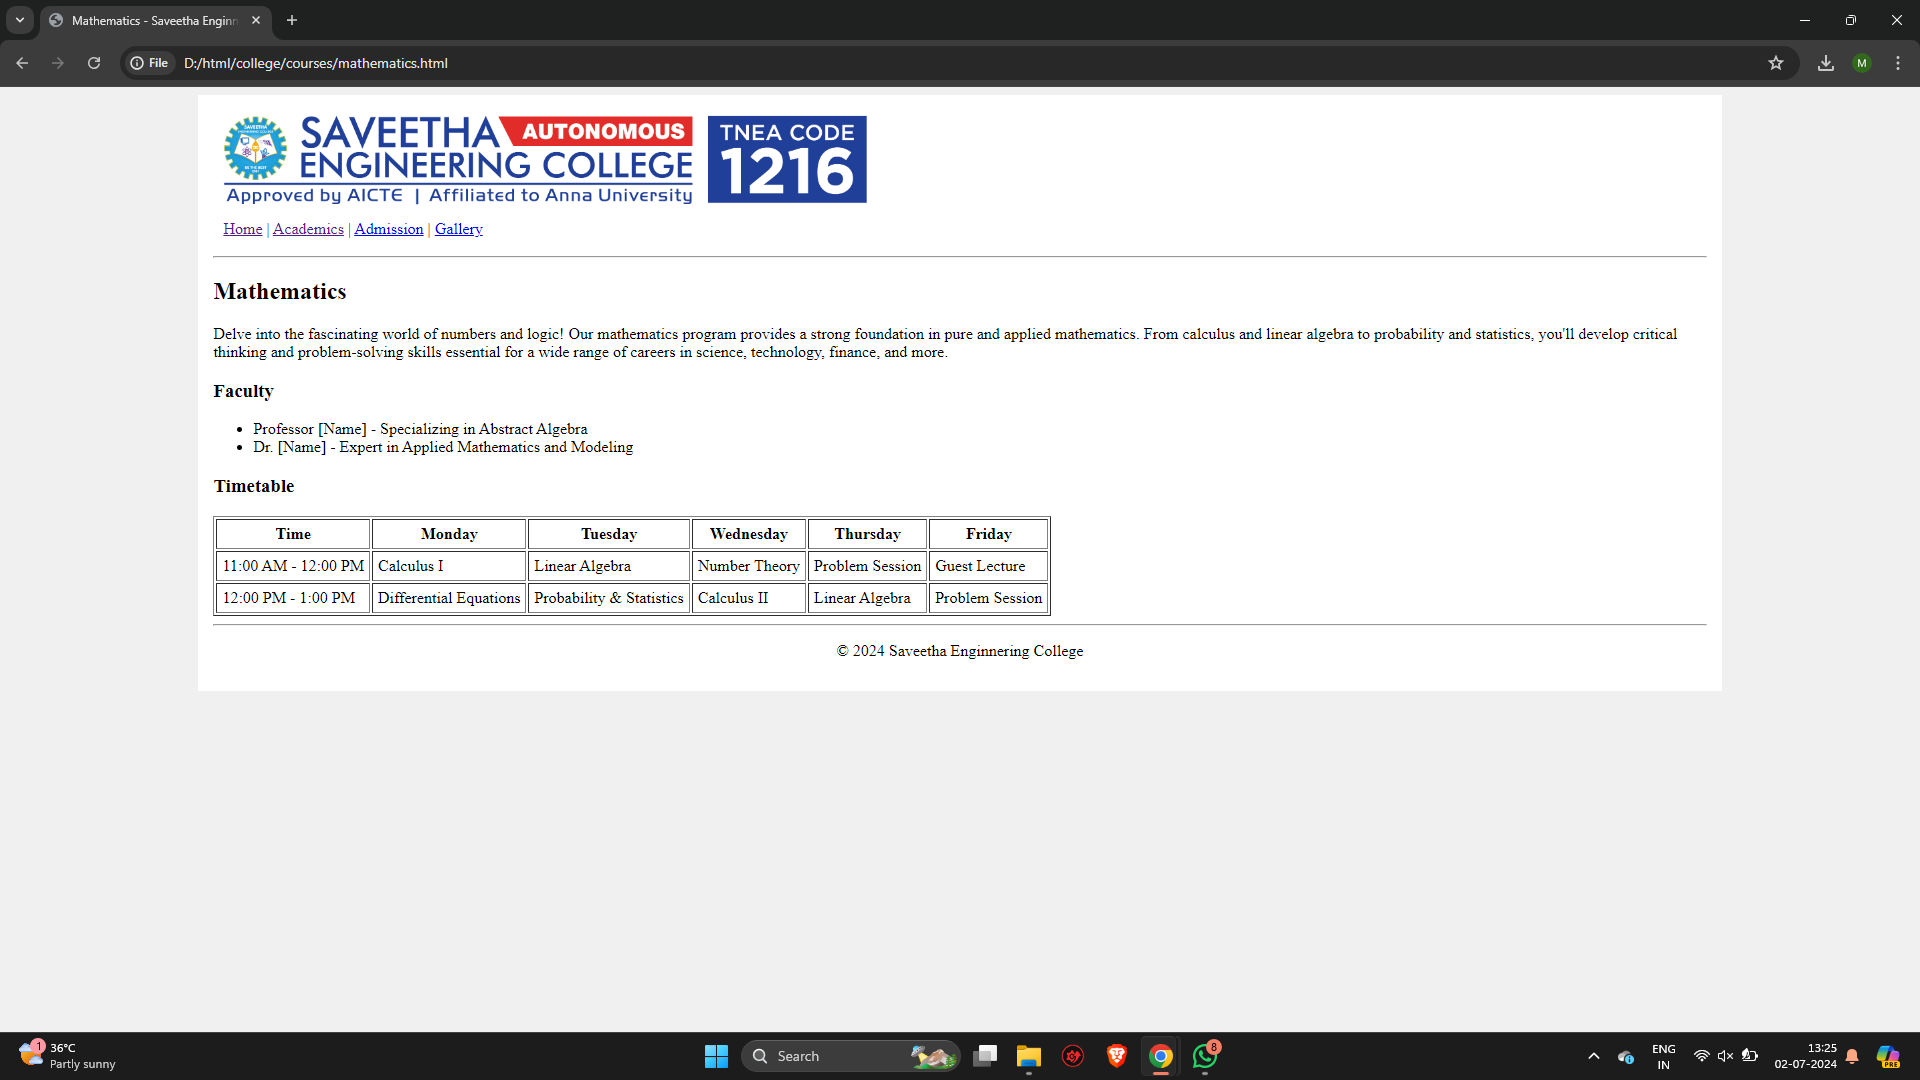 Mathematics - Saveetha Enginn
File D:/html/college/courses/mathematics.html M
SAVEETHA AUTONOMOUS
ENGINEERING COLLEGE
Approved by AICTE | Affiliated to Anna University
TNEA CODE
1216
Home | Academics | Admission | Gallery
Mathematics
Delve into the fascinating world of numbers and logic! Our mathematics program provides a strong foundation in pure and applied mathematics. From calculus and linear algebra to probability and statistics, you'll develop critical
thinking and problem-solving skills essential for a wide range of careers in science, technology, finance, and more.
Faculty
• Professor [Name] - Specializing in Abstract Algebra
• Dr. [Name] - Expert in Applied Mathematics and Modeling
Timetable
Time Monday Tuesday Wednesday Thursday Friday
11:00 AM - 12:00 PM Calculus I Linear Algebra Number Theory Problem Session Guest Lecture
12:00 PM - 1:00 PM Differential Equations Probability & Statistics Calculus II Linear Algebra Problem Session
© 2024 Saveetha Enginnering College
1 36°C
Partly sunny
Search
8
ENG
IN
13:25
02-07-2024
PRE